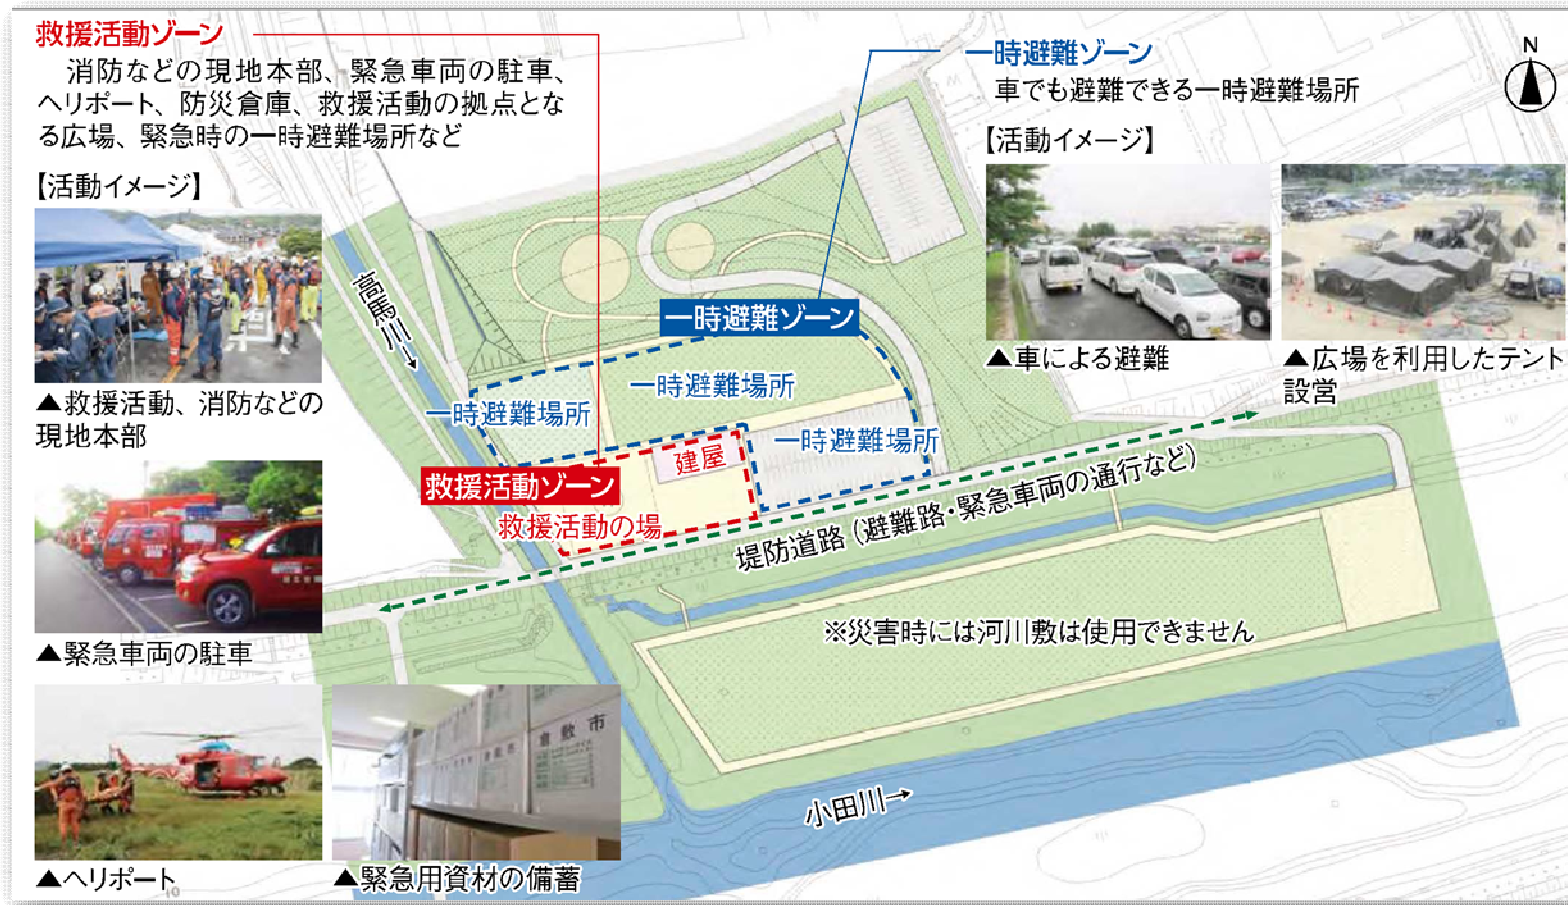 救援活動ゾーン
消防などの現地本部、緊急車両の駐車、
ヘリポート、防災倉庫、救援活動の拠点とな
る広場、緊急時の一時避難場所など
【活動イメージ】
▲救援活動、消防などの
現地本部
▲緊急車両の駐車
▲ヘリポート
倉敷市
▲緊急用資材の備蓄
一時避難ゾーン
車でも避難できる一時避難場所
【活動イメージ】
▲車による避難
▲広場を利用したテント
設営
N
高馬川→
一時避難ゾーン
一時避難場所
一時避難場所
一時避難場所
建屋
救援活動ゾーン
救援活動の場
堤防道路(避難路・緊急車両の通行など)
※災害時には河川敷は使用できません
小田川→